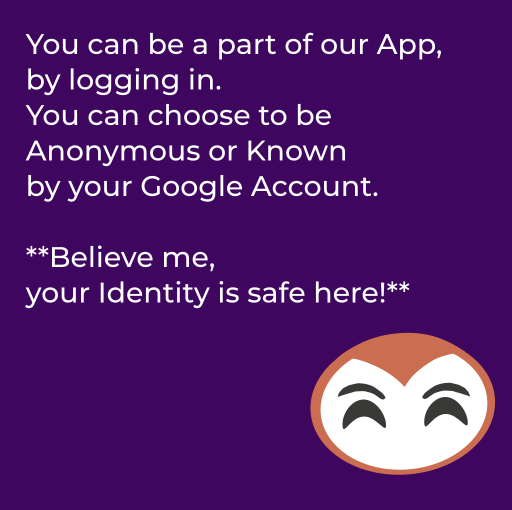 You can be a part of our App,
by logging in.
You can choose to be
Anonymous or Known
by your Google Account.
**Believe me,
your Identity is safe here!**